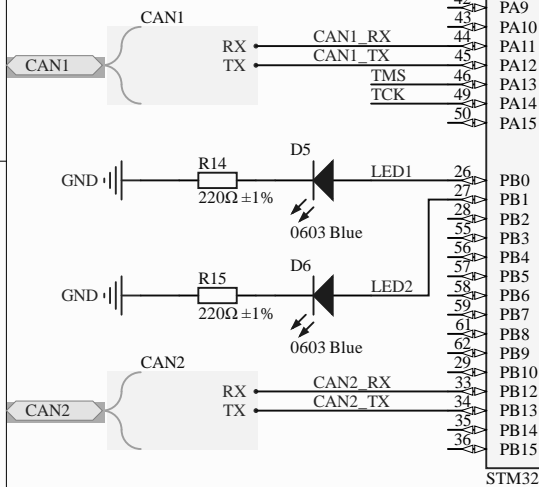 42 PA9
43 PA10
CAN1
RX CAN1_RX 44 PA11
CAN1 TX CAN1_TX 45 PA12
TMS 46 PA13
TCK 49 PA14
50 PA15
D5
R14
GND LED1 26 PB0
220Ω ±1% 27 PB1
28 PB2
0603 Blue 55 PB3
56 PB4
D6
R15 57 PB5
GND LED2 58 PB6
220Ω ±1% 59 PB7
61 PB8
0603 Blue 62 PB9
CAN2 29 PB10
RX CAN2_RX 33 PB12
CAN2 TX CAN2_TX 34 PB13
35 PB14
36 PB15
STM32